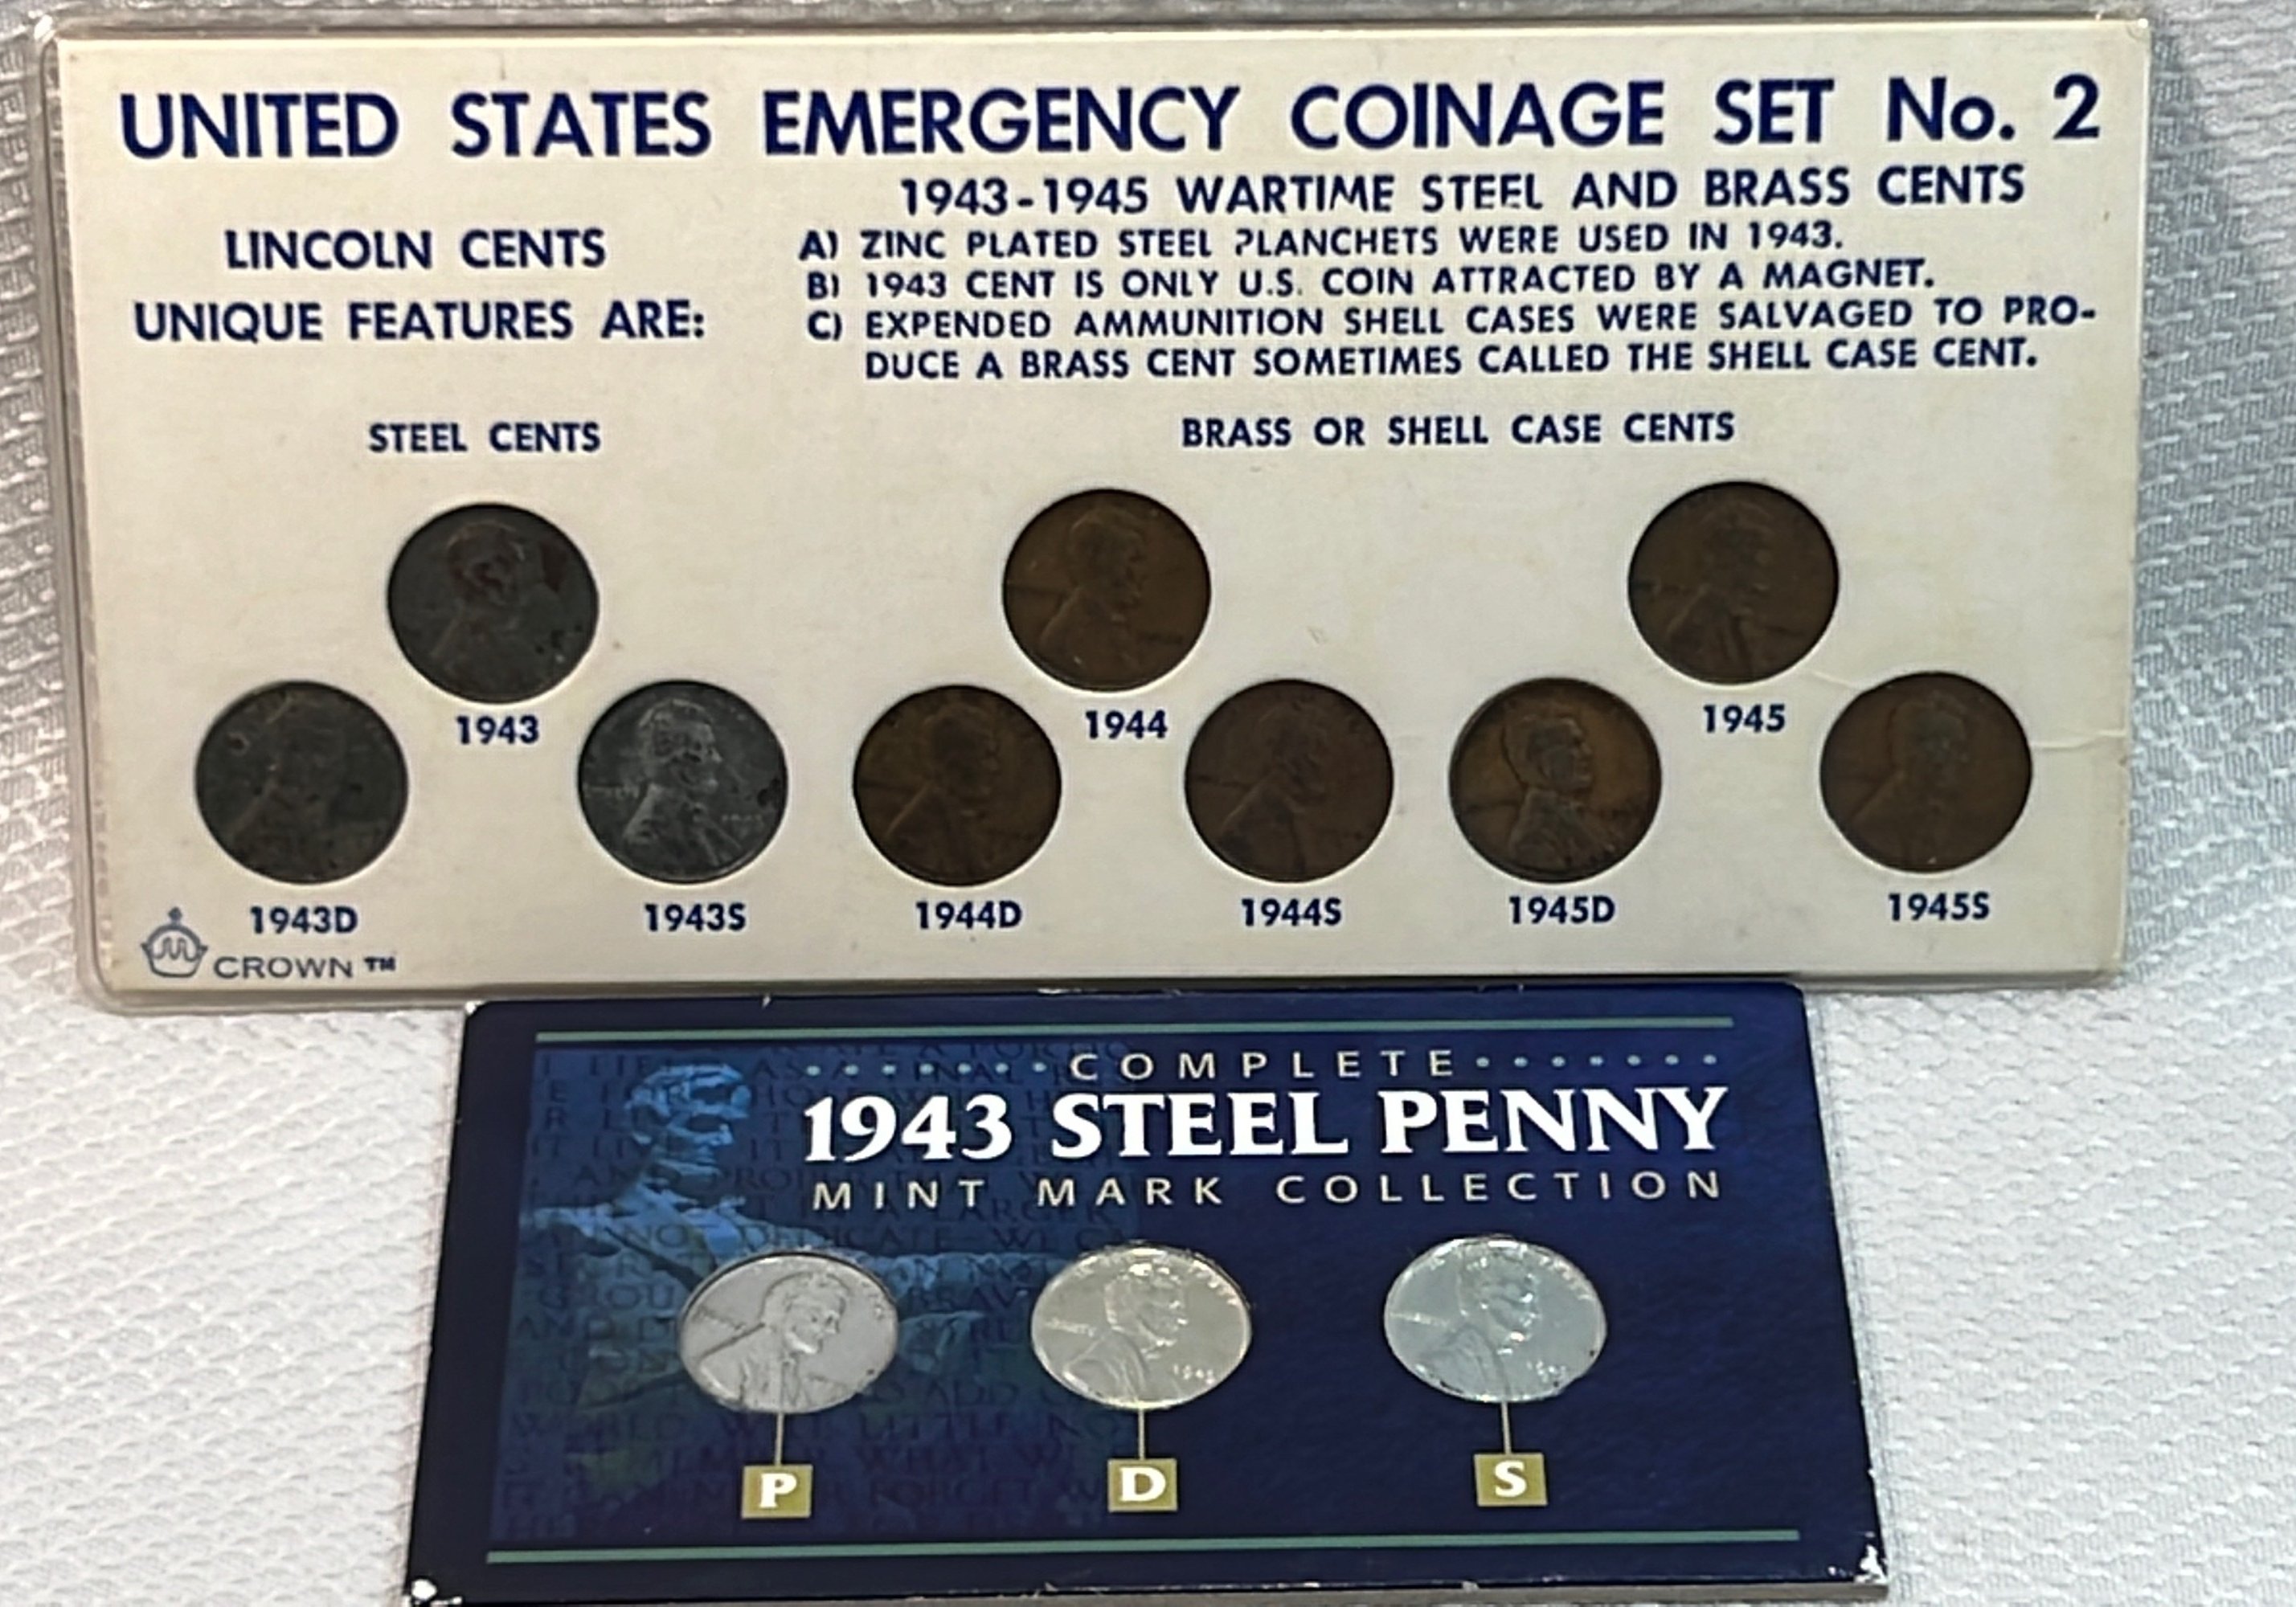 UNITED STATES EMERGENCY COINAGE SET No. 2
1943-1945 WARTIME STEEL AND BRASS CENTS
LINCOLN CENTS
UNIQUE FEATURES ARE:
A) ZINC PLATED STEEL PLANCHETS WERE USED IN 1943.
B) 1943 CENT IS ONLY U.S. COIN ATTRACTED BY A MAGNET.
C) EXPENDED AMMUNITION SHELL CASES WERE SALVAGED TO PRO-
DUCE A BRASS CENT SOMETIMES CALLED THE SHELL CASE CENT.
STEEL CENTS
BRASS OR SHELL CASE CENTS
1943
1944
1945
1943D
1943S
1944D
1944S
1945D
1945S
CROWN ™
COMPLETE
1943 STEEL PENNY
MINT MARK COLLECTION
P
D
S